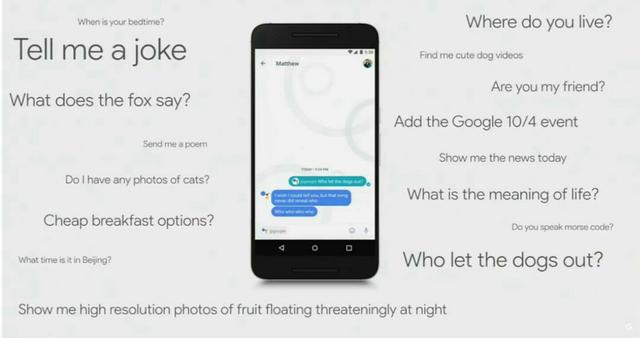 When is your bedtime?
Tell me a joke
What does the fox say?
Send me a poem
Do I have any photos of cats?
Cheap breakfast options?
What time is it in Beijing?
Matthew
@google Who let the dogs out?
I wish I could tell you, but that song
never did reveal who
Who who who who
@google
Where do you live?
Find me cute dog videos
Are you my friend?
Add the Google 10/4 event
Show me the news today
What is the meaning of life?
Do you speak morse code?
Who let the dogs out?
Show me high resolution photos of fruit floating threateningly at night
G